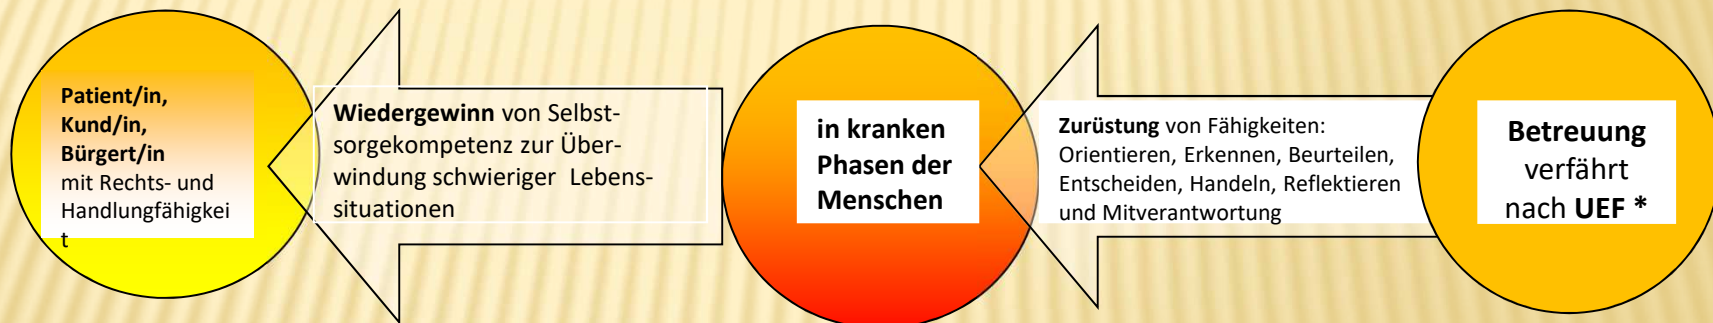 Patient/in,
Kund/in,
Bürgert/in
mit Rechts- und
Handlungfähigkei
t
Wiedergewinn von Selbst-
sorgekompetenz zur Über-
windung schwieriger Lebens-
situationen
in kranken
Phasen der
Menschen
Zurüstung von Fähigkeiten:
Orientieren, Erkennen, Beurteilen,
Entscheiden, Handeln, Reflektieren
und Mitverantwortung
Betreuung
verfährt
nach UEF *